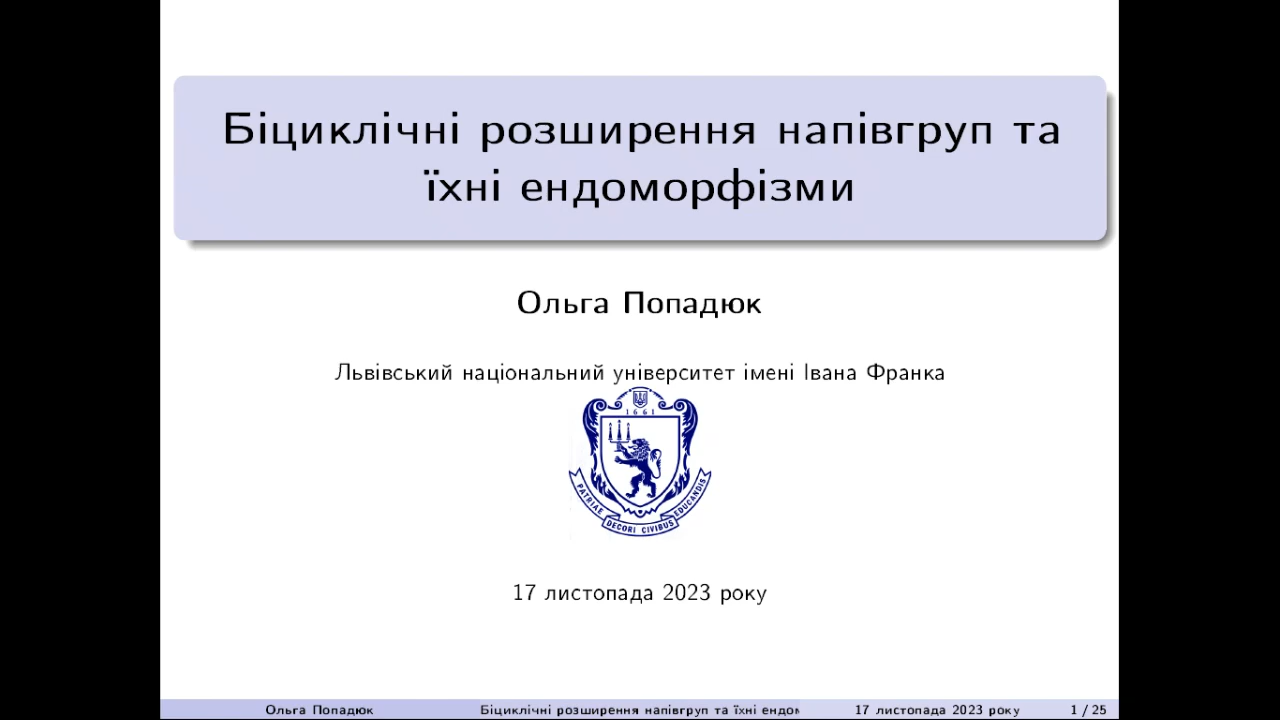 Біциклічні розширення напівгруп та
їхні ендоморфізми
Ольга Попадюк
Львівський національний університет імені Івана Франка
1661
PATRIAE DECORI CIVIBUS EDUCANDIS
17 листопада 2023 року
Ольга Попадюк Біциклічні розширення напівгруп та їхні ендом 17 листопада 2023 року 1 / 25